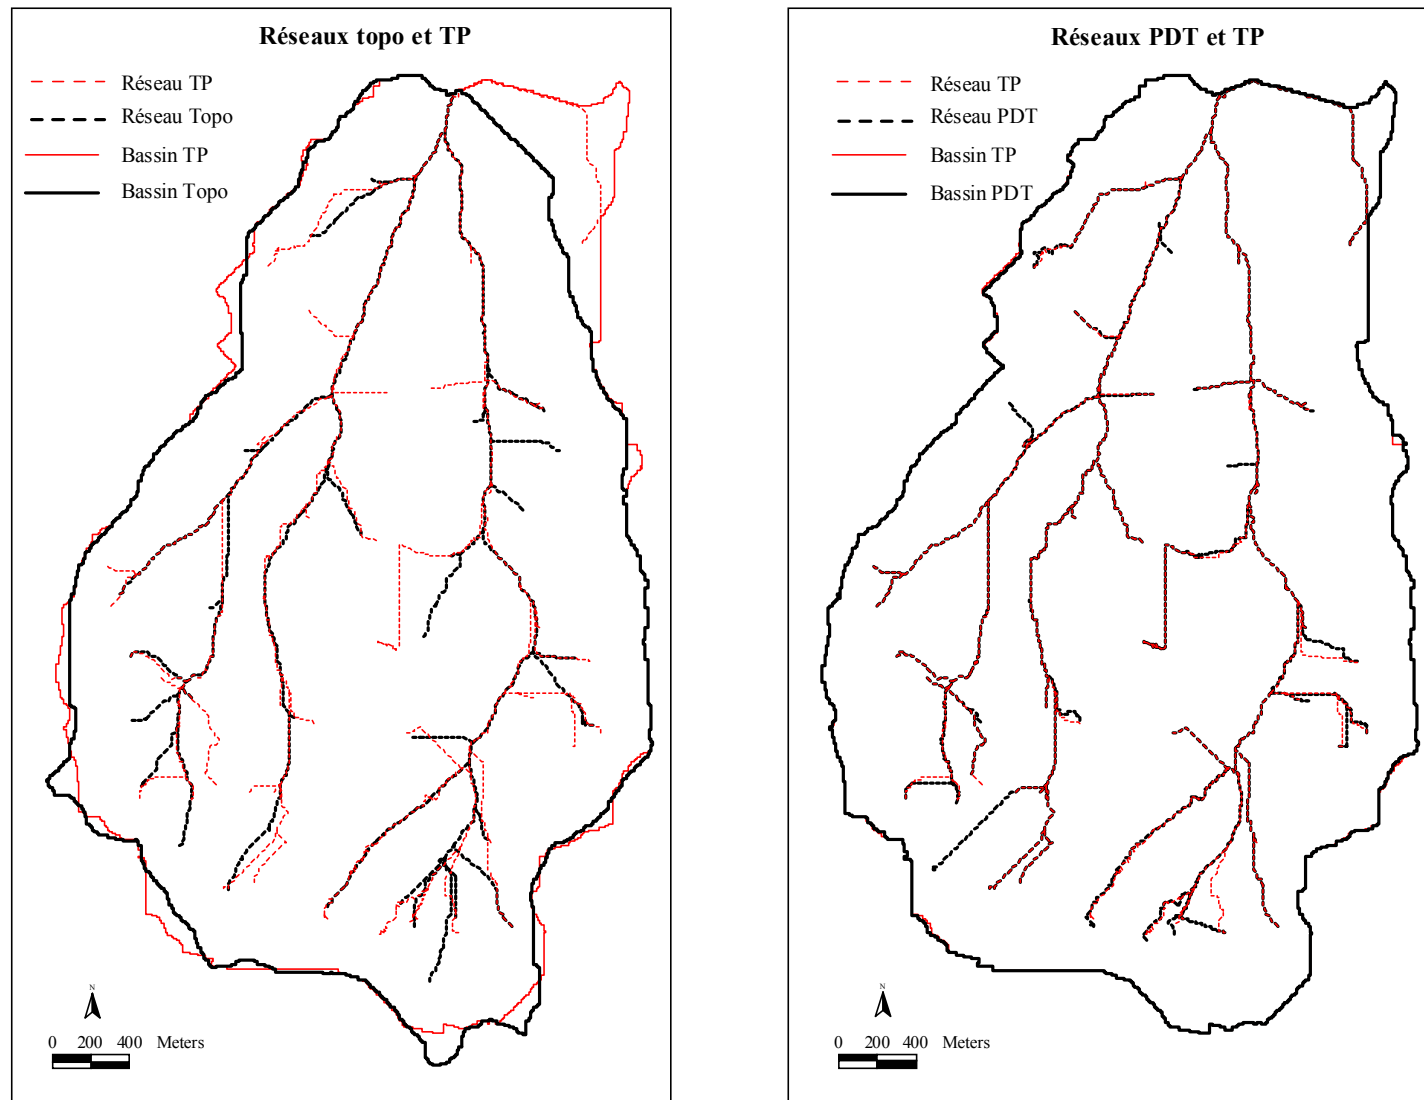 Réseaux topo et TP
Réseau TP
Réseau Topo
Bassin TP
Bassin Topo
N
0 200 400 Meters
Réseaux PDT et TP
Réseau TP
Réseau PDT
Bassin TP
Bassin PDT
N
0 200 400 Meters